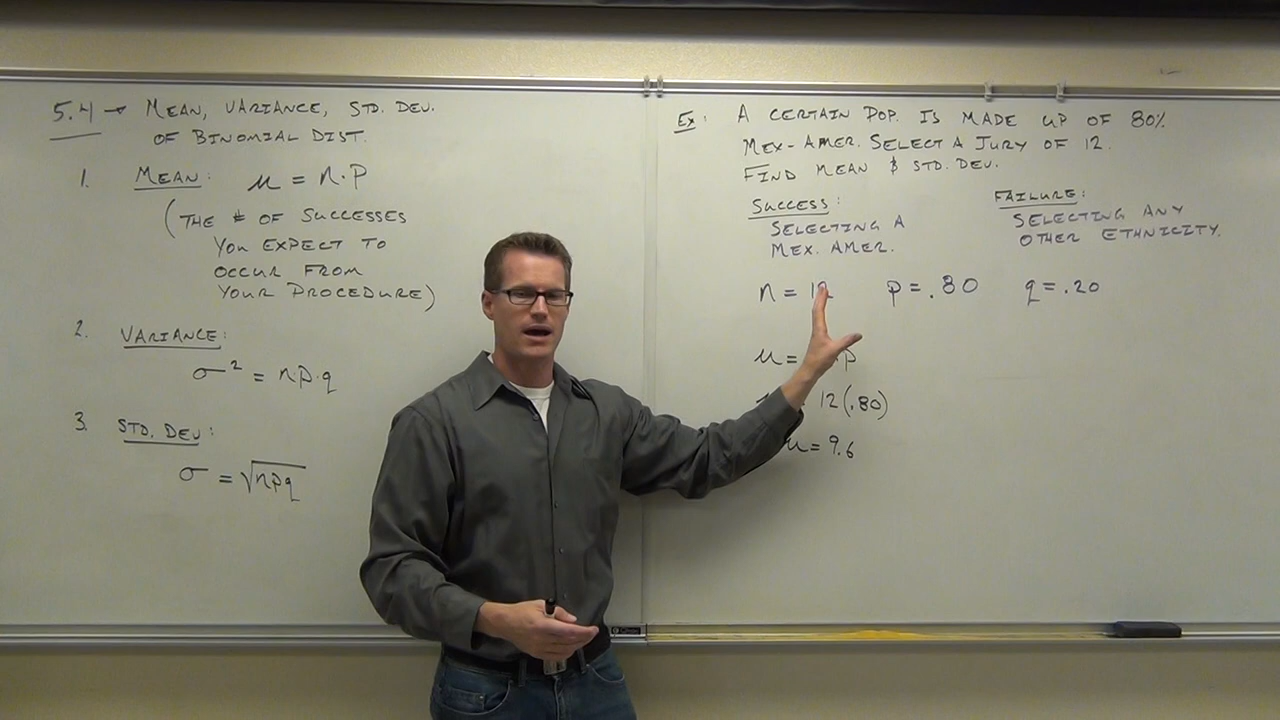 5.4 → MEAN, VARIANCE, STD. DEV.
OF BINOMIAL DIST.
1. MEAN: μ = n·p
(THE # OF SUCCESSES
YOU EXPECT TO
OCCUR FROM
YOUR PROCEDURE)
2. VARIANCE:
σ² = n·p·q
3. STD. DEV:
σ = √npq
EX: A CERTAIN POP. IS MADE UP OF 80%
MEX-AMER. SELECT A JURY OF 12.
FIND MEAN & STD. DEV.
SUCCESS:
SELECTING A
MEX. AMER.
FAILURE:
SELECTING ANY
OTHER ETHNICITY.
n = 12 p = .80 q = .20
μ = p
12(.80)
μ = 9.6